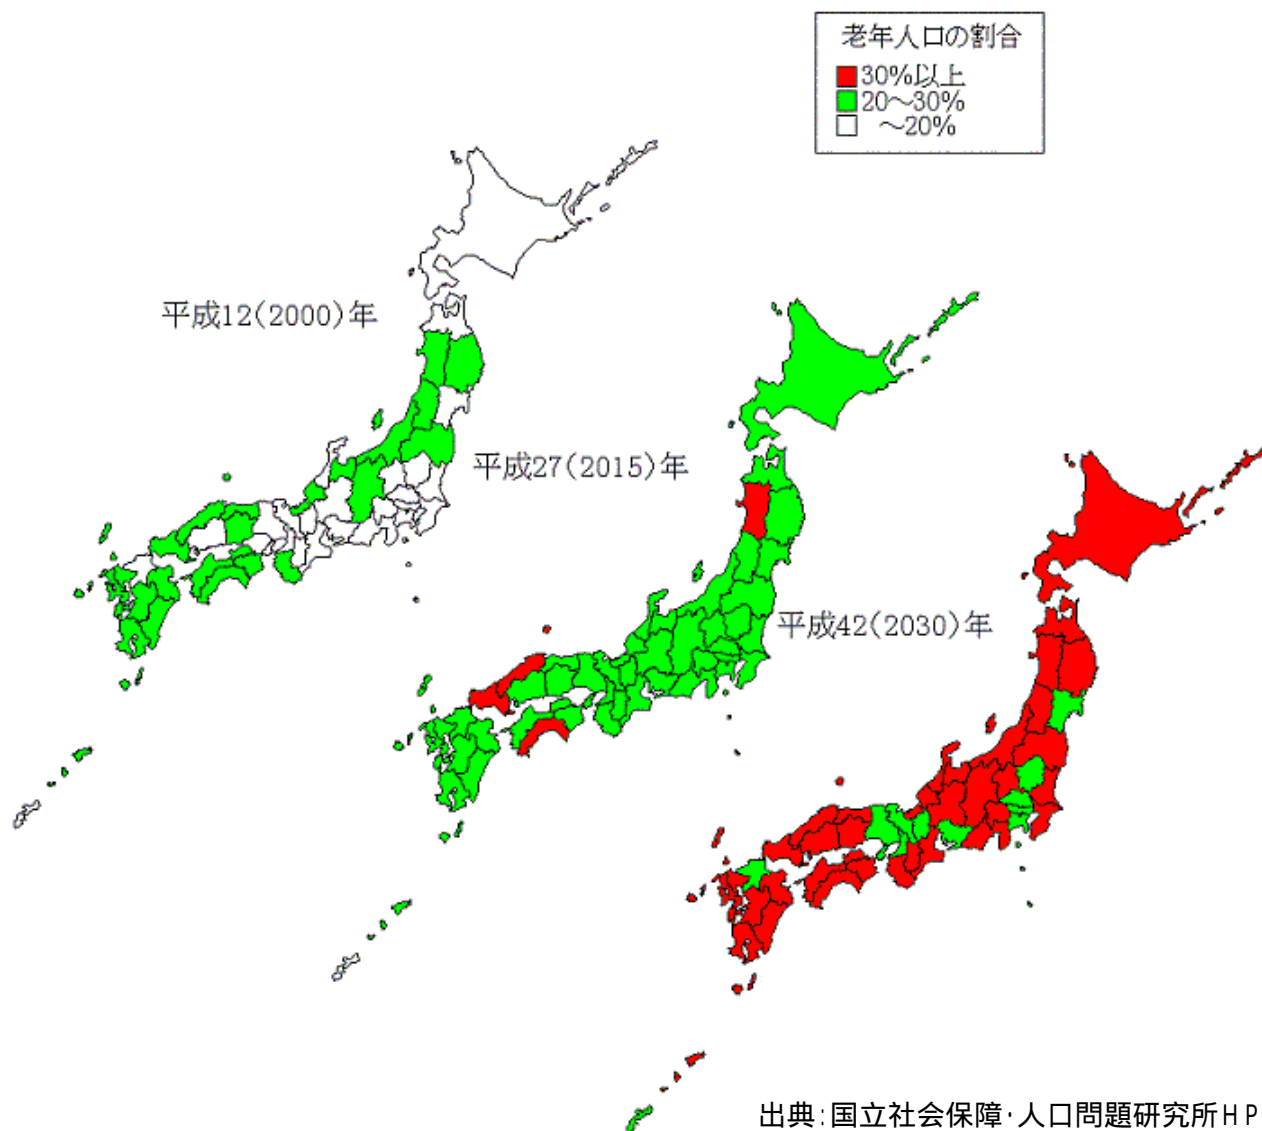 老年人口の割合
30%以上
20～30%
～20%
平成12(2000)年
平成27(2015)年
平成42(2030)年
出典:国立社会保障・人口問題研究所HP